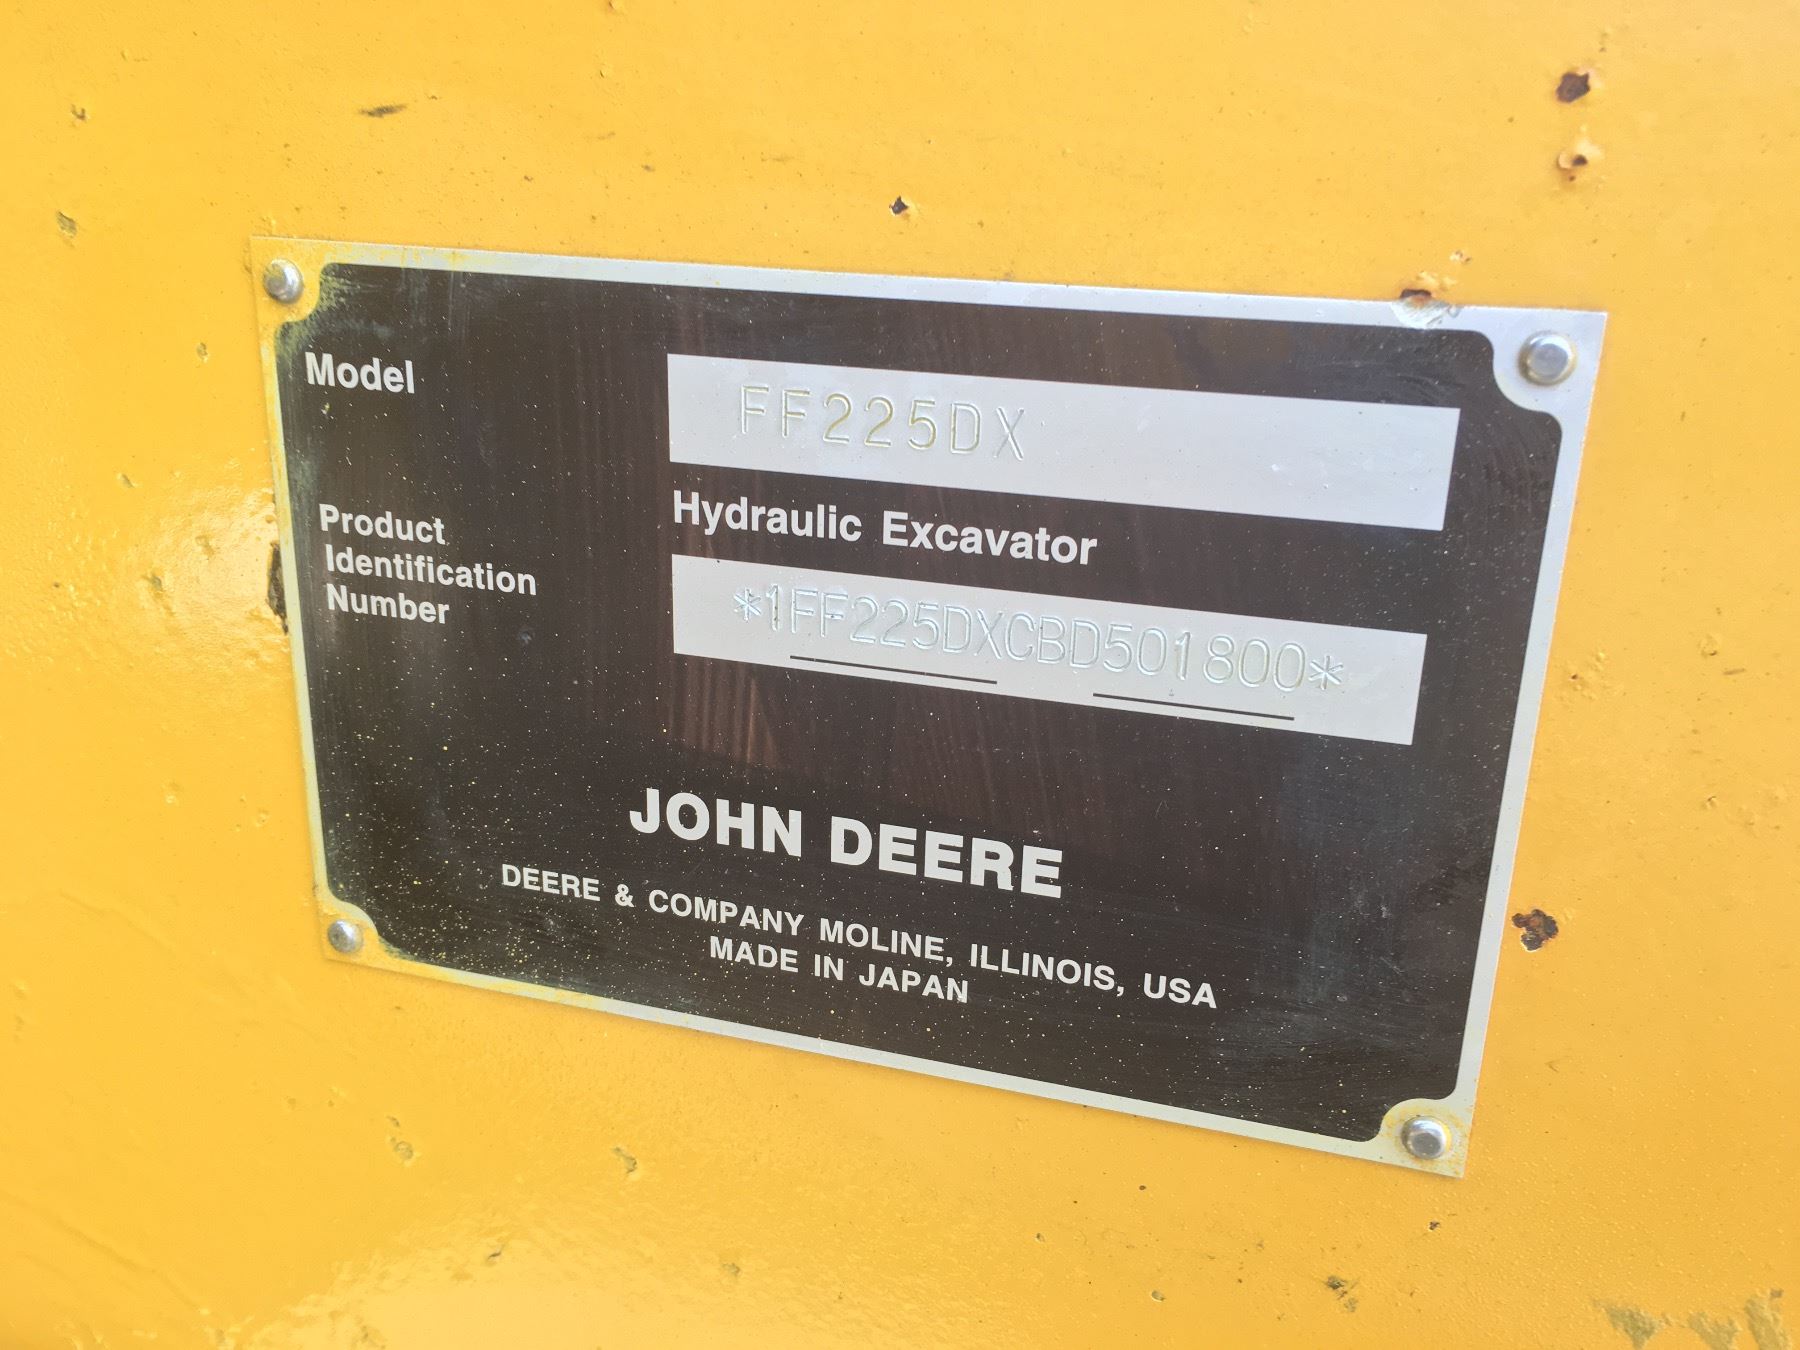 Model FF225DX
Hydraulic Excavator
Product
Identification
Number
*1FF225DXCBD501800*
JOHN DEERE
DEERE & COMPANY MOLINE, ILLINOIS, USA
MADE IN JAPAN